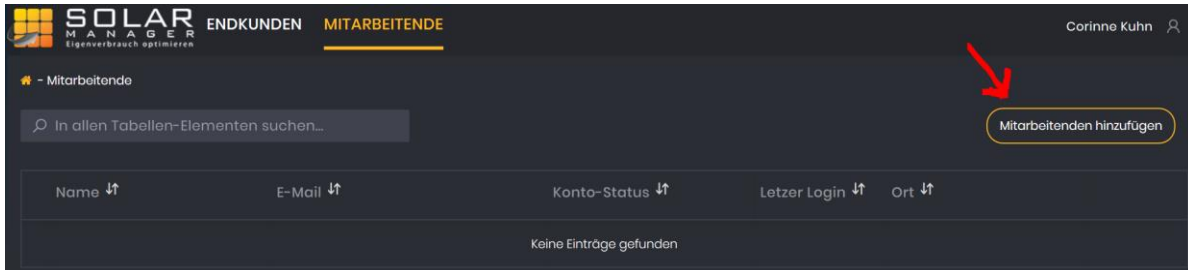 SOLAR
MANAGER
Eigenverbrauch optimieren
ENDKUNDEN MITARBEITENDE
Corinne Kuhn
- Mitarbeitende
In allen Tabellen-Elementen suchen...
Mitarbeitenden hinzufügen
Name E-Mail Konto-Status Letzer Login Ort
Keine Einträge gefunden